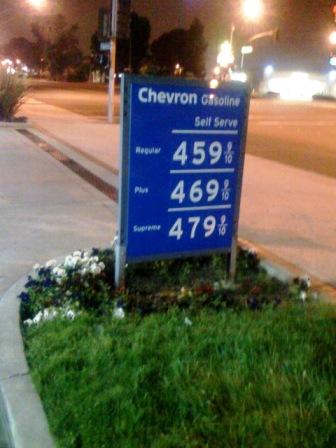 Chevron Gasoline
Self Serve
Regular 459 9/10
Plus 469 9/10
Supreme 479 9/10